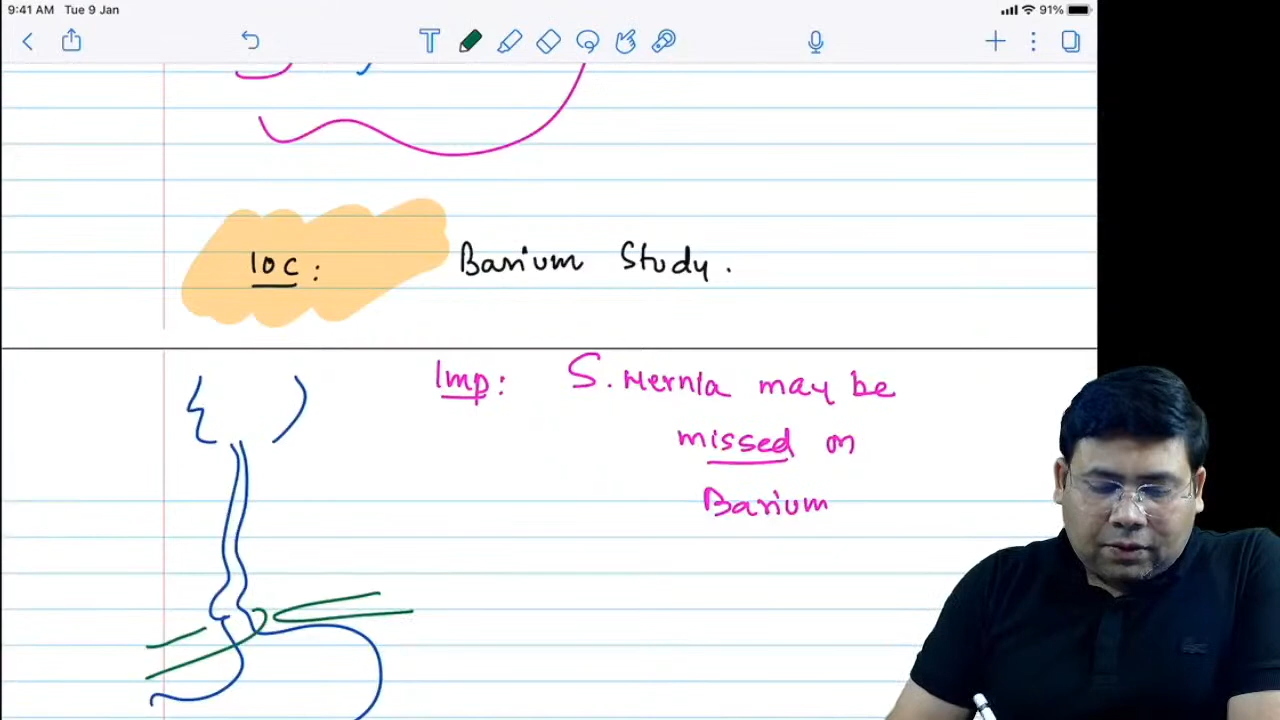 9:41 AM Tue 9 Jan
91%
IOC: Barium Study.
Imp: S. Hernia may be
missed on
Barium